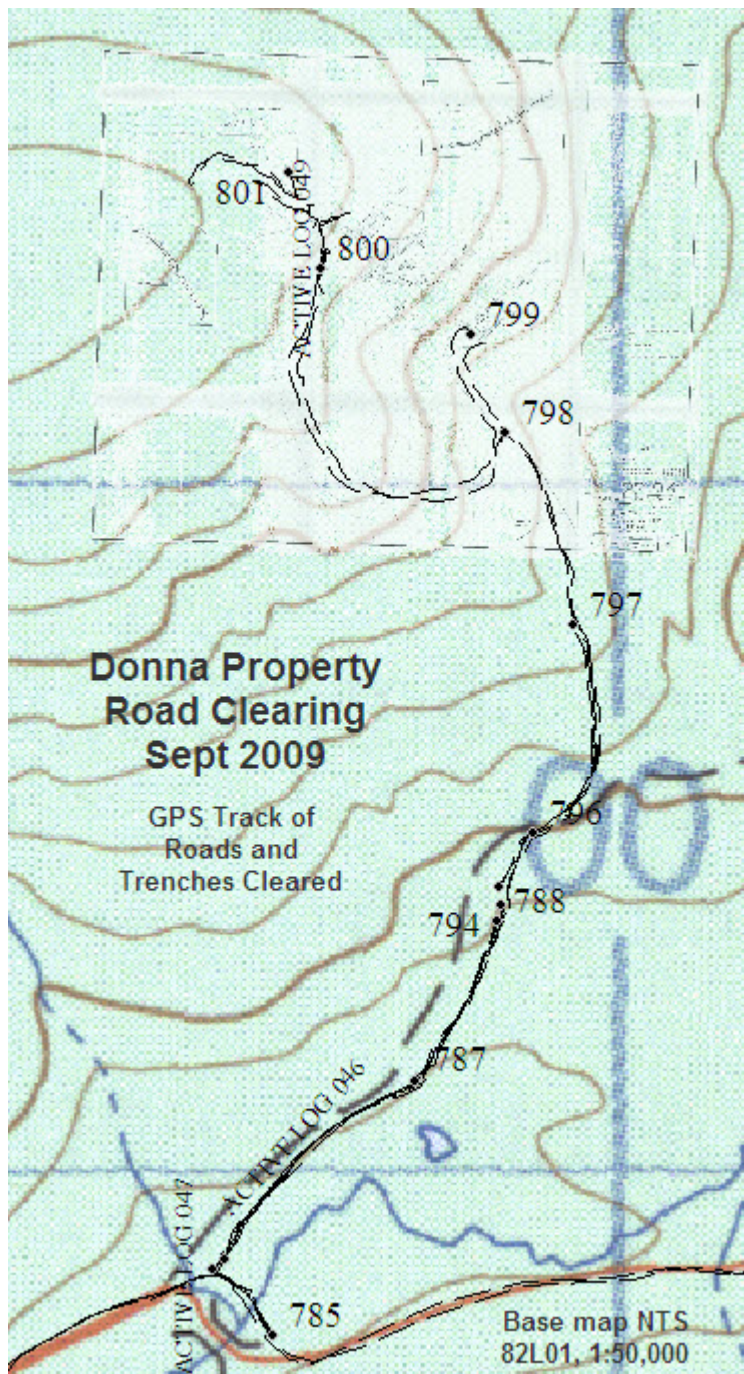 801
ACTIVE LOG 049
800
799
798
797
Donna Property
Road Clearing
Sept 2009
GPS Track of
Roads and
Trenches Cleared
796
788
794
787
ACTIVE LOG 046
ACTIVE LOG 047
785
Base map NTS
82L01, 1:50,000